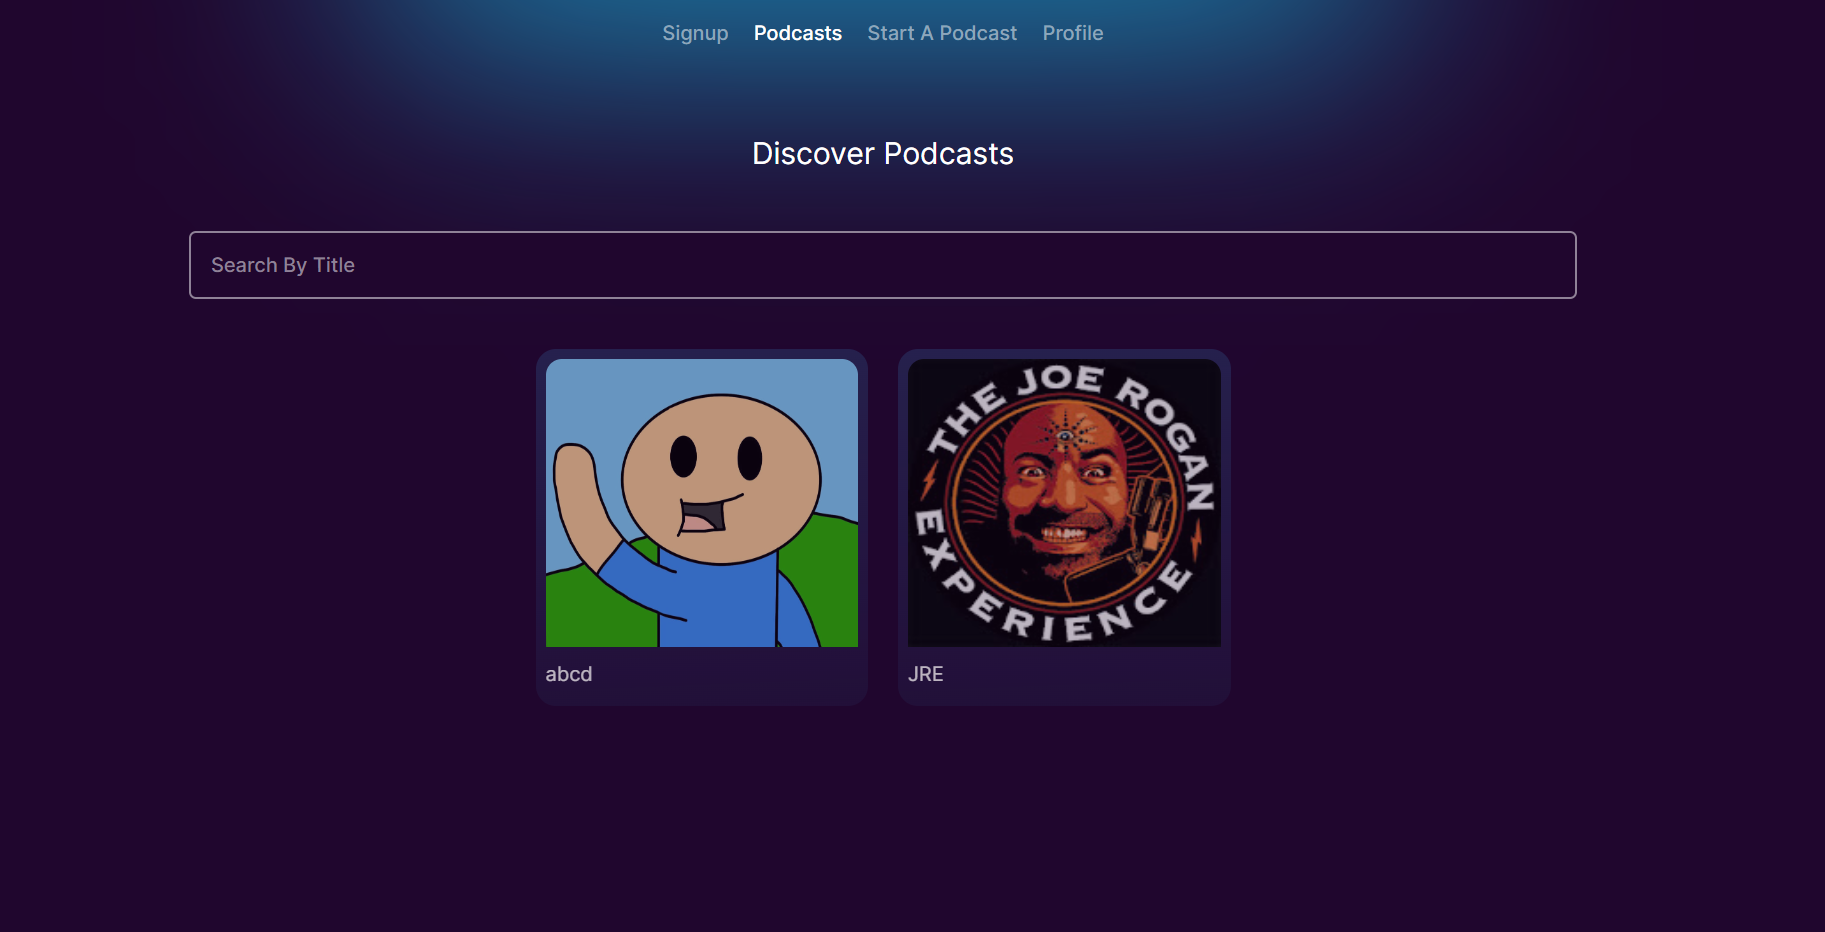 Signup Podcasts Start A Podcast Profile
Discover Podcasts
Search By Title
THE JOE ROGAN
EXPERIENCE
abcd
JRE